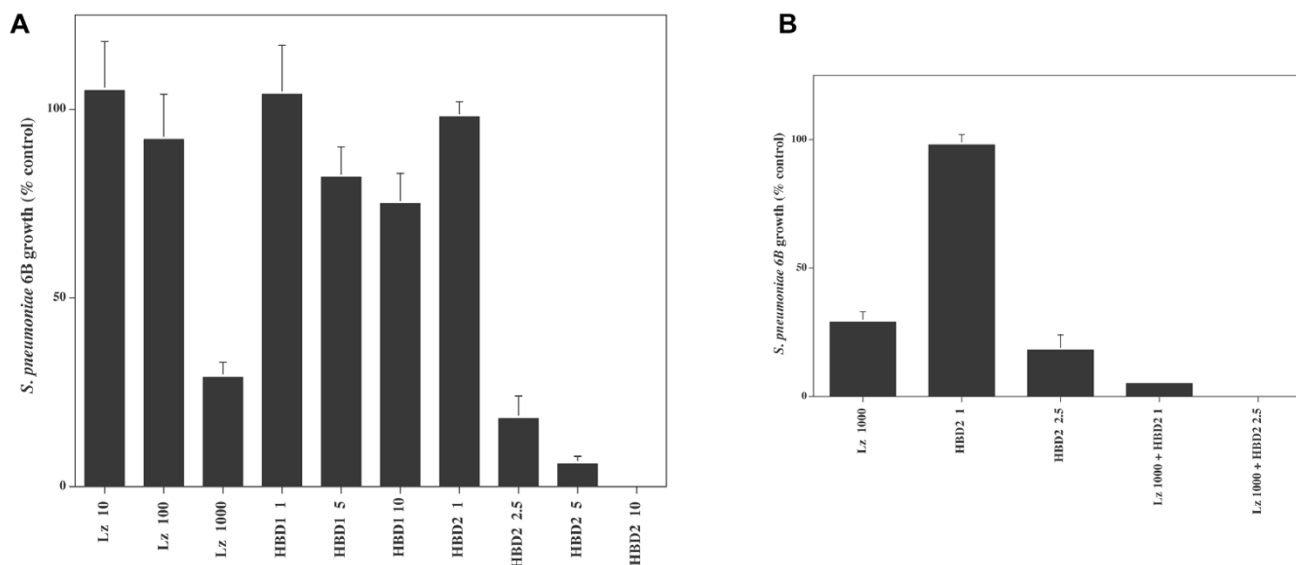 A
S. pneumoniae 6B growth (% control)
100
50
0
Lz 10
Lz 100
Lz 1000
HBD1 1
HBD1 5
HBD1 10
HBD2 1
HBD2 2.5
HBD2 5
HBD2 10
B
S. pneumoniae 6B growth (% control)
100
50
0
Lz 1000
HBD2 1
HBD2 2.5
Lz 1000 + HBD2 1
Lz 1000 + HBD2 2.5